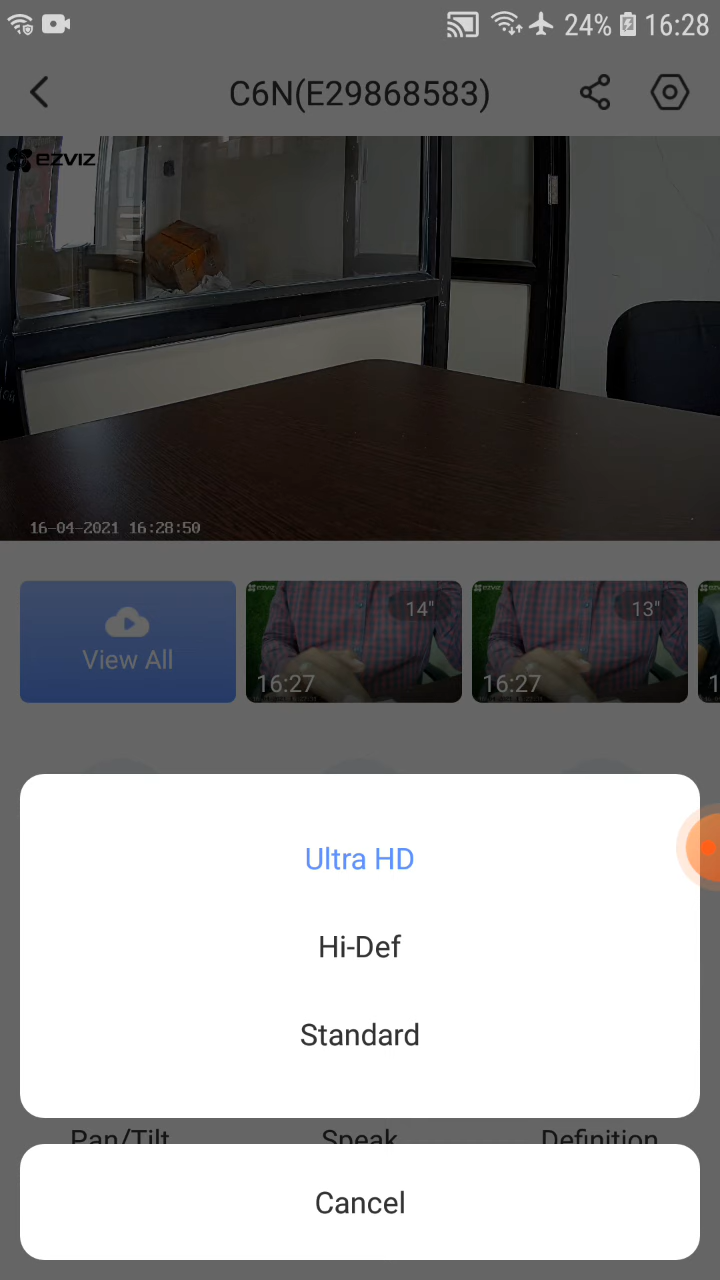 24% 16:28
C6N(E29868583)
ezviz
16-04-2021 16:28:50
View All
14"
16:27
13"
16:27
1
Ultra HD
Hi-Def
Standard
Pan/Tilt Speak Definition
Cancel